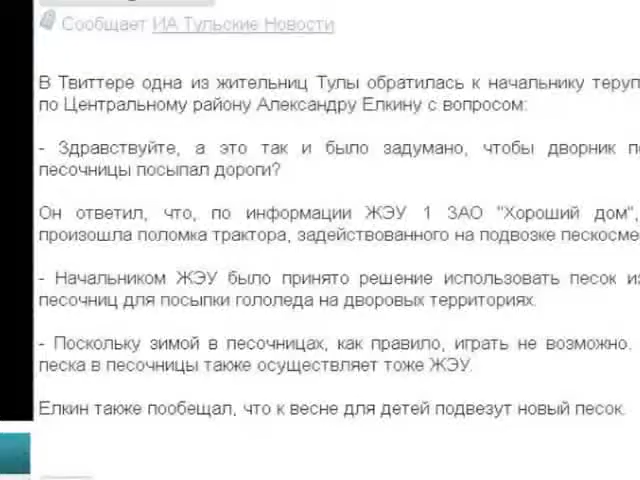 Сообщает ИА Тульские Новости
В Твиттере одна из жительниц Тулы обратилась к начальнику
по Центральному району Александру Елкину с вопросом:
- Здравствуйте, а это так и было задумано, чтобы дворник
песочницы посыпал дороги?
Он ответил, что, по информации ЖЭУ 1 ЗАО "Хороший дом",
произошла поломка трактора, задействованного на подвозке
- Начальником ЖЭУ было принято решение использовать песок из
песочниц для посыпки гололеда на дворовых территориях.
- Поскольку зимой в песочницах, как правило, играть не возможно.
песка в песочницы также осуществляет тоже ЖЭУ.
Елкин также пообещал, что к весне для детей подвезут новый песок.